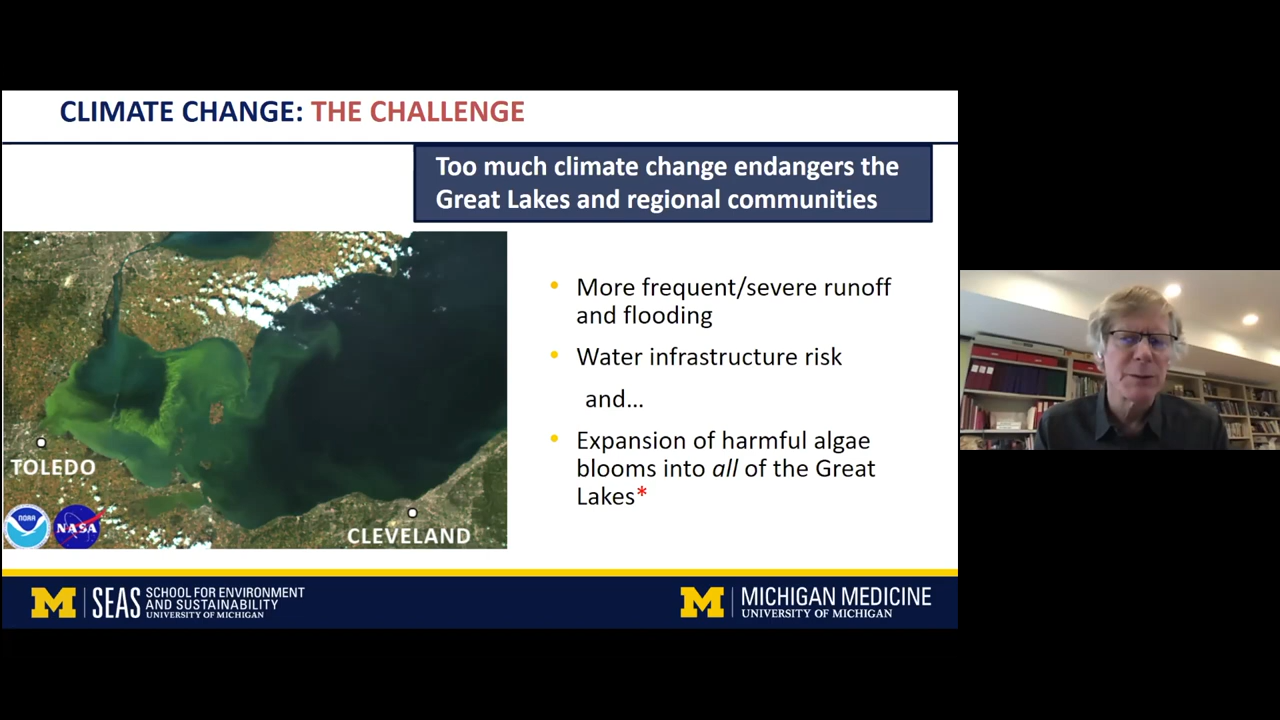 CLIMATE CHANGE: THE CHALLENGE
Too much climate change endangers the
Great Lakes and regional communities
• More frequent/severe runoff
and flooding
• Water infrastructure risk
and...
• Expansion of harmful algae
blooms into all of the Great
Lakes*
TOLEDO
CLEVELAND
NOAA
NASA
M SEAS SCHOOL FOR ENVIRONMENT
AND SUSTAINABILITY
UNIVERSITY OF MICHIGAN
M MICHIGAN MEDICINE
UNIVERSITY OF MICHIGAN